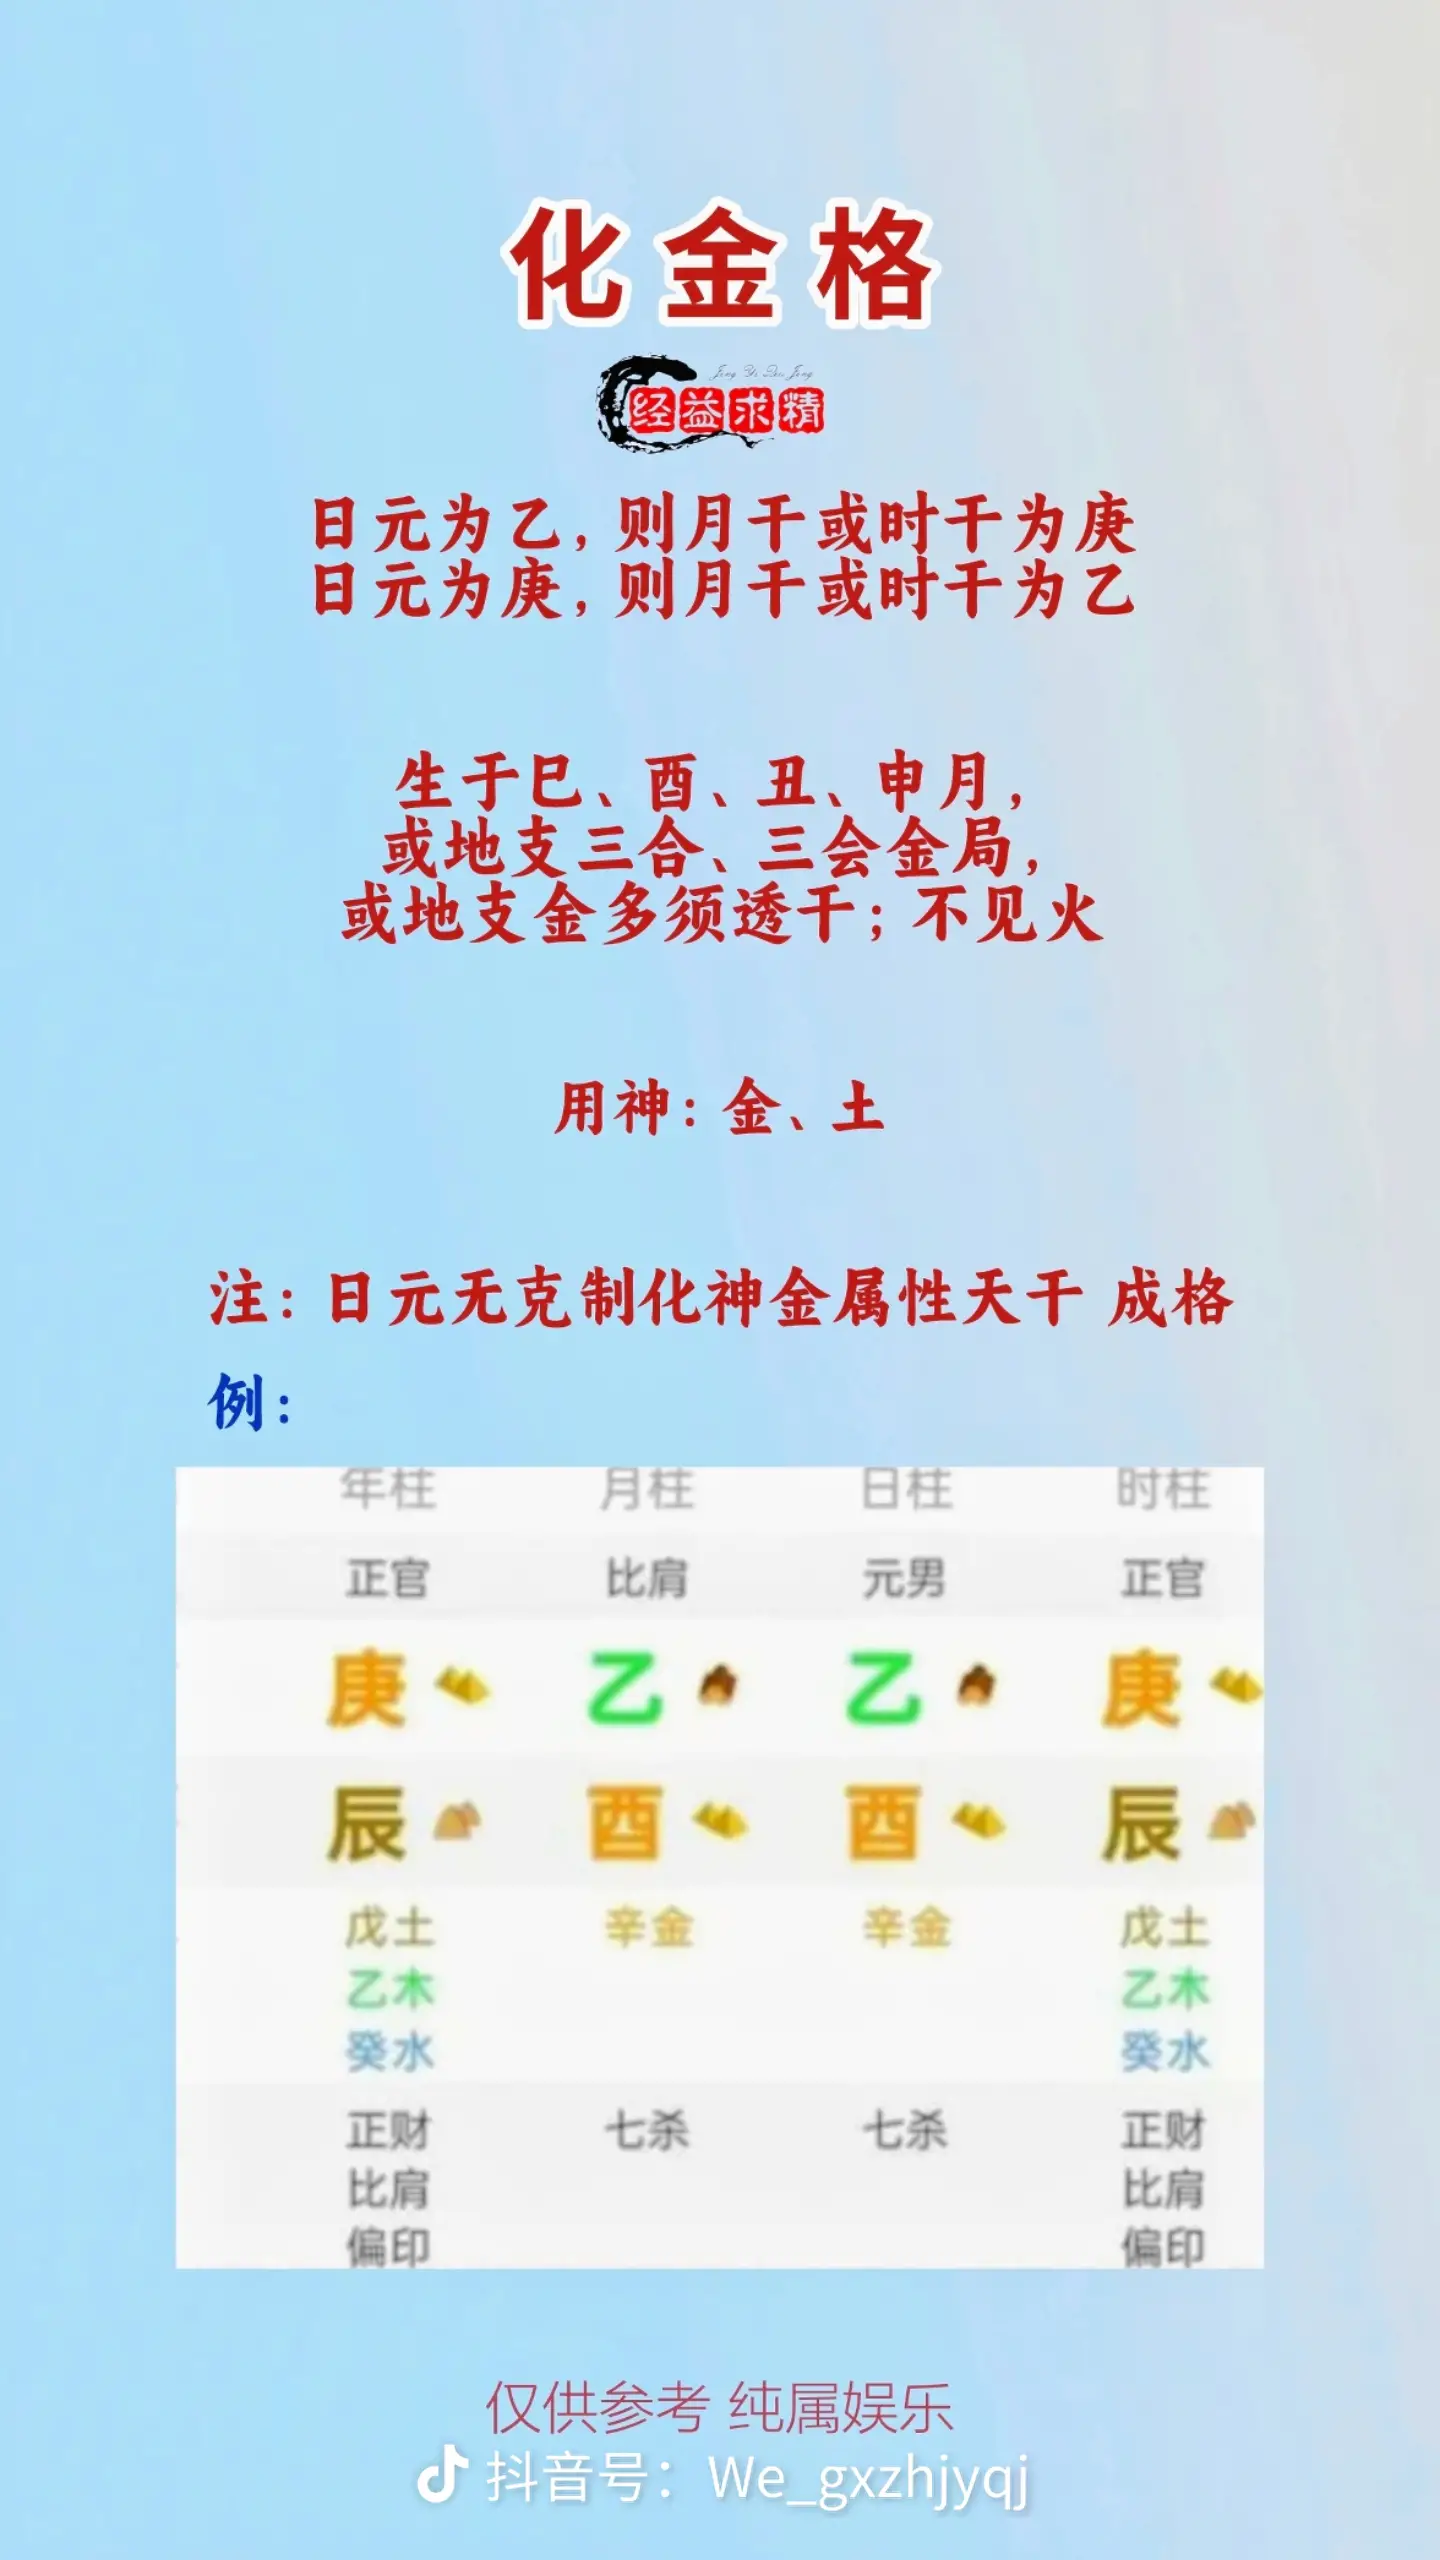 化金格
Jing Yi Qiu Jing
经益求精
日元为乙，则月干或时干为庚
日元为庚，则月干或时干为乙
生于巳、酉、丑、申月，
或地支三合、三会金局，
或地支金多须透干；不见火
用神：金、土
注：日元无克制化神金属性天干 成格
例：
年柱 月柱 日柱 时柱
正官 比肩 元男 正官
庚 乙 乙 庚
辰 酉 酉 辰
戊土 辛金 辛金 戊土
乙木 乙木
癸水 癸水
正财 七杀 七杀 正财
比肩 比肩
偏印 偏印
仅供参考 纯属娱乐
抖音号：We_gxzhjyqj